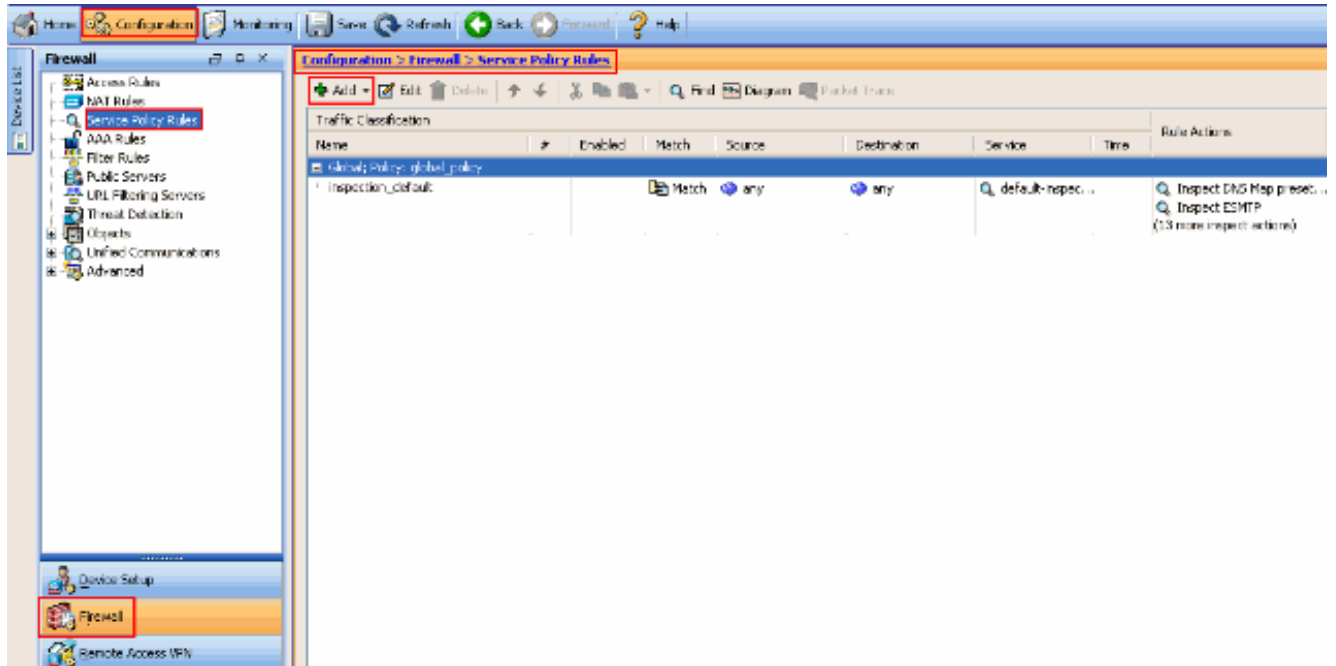 Home Configuration Monitoring Save Refresh Back Forward Help
Device List
Firewall
Access Rules
NAT Rules
Service Policy Rules
AAA Rules
Filter Rules
Public Servers
URL Filtering Servers
Threat Detection
Objects
Unified Communications
Advanced
Device Setup
Firewall
Remote Access VPN
Configuration > Firewall > Service Policy Rules
Add Edit Delete Find Diagram Packet Trace
Traffic Classification
Name # Enabled Match Source Destination Service Time Rule Actions
Global; Policy: global_policy
inspection_default Match any any default-inspec... Inspect DNS Map preset...
Inspect ESMTP
(13 more inspect actions)